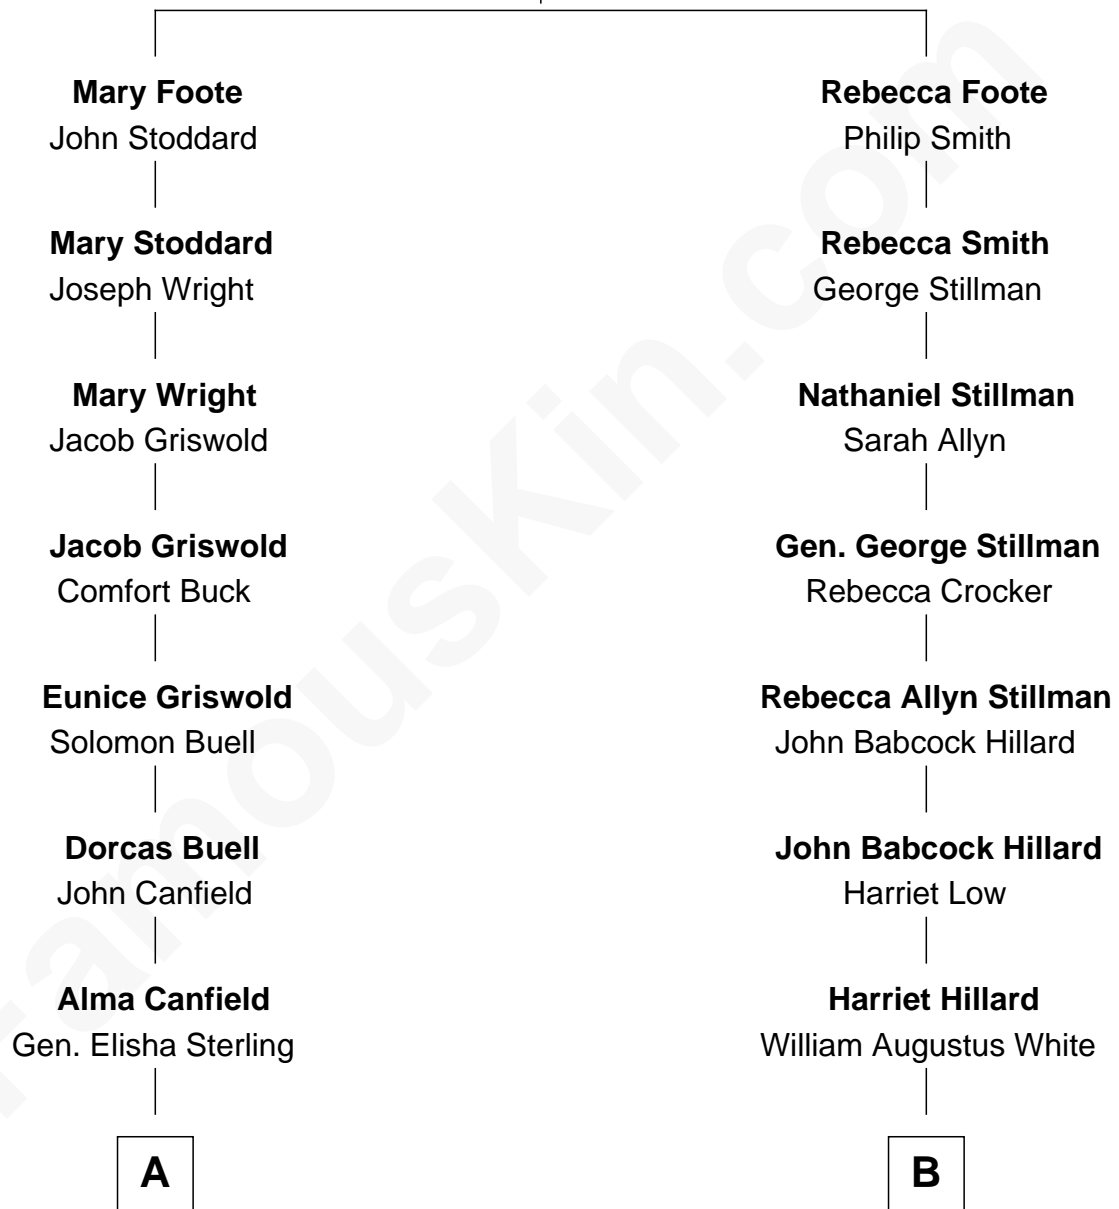 Mary Foote
John Stoddard
Rebecca Foote
Philip Smith
Mary Stoddard
Joseph Wright
Rebecca Smith
George Stillman
Mary Wright
Jacob Griswold
Nathaniel Stillman
Sarah Allyn
Jacob Griswold
Comfort Buck
Gen. George Stillman
Rebecca Crocker
Eunice Griswold
Solomon Buell
Rebecca Allyn Stillman
John Babcock Hillard
Dorcas Buell
John Canfield
John Babcock Hillard
Harriet Low
Alma Canfield
Gen. Elisha Sterling
Harriet Hillard
William Augustus White
A
B
FamousKin.com